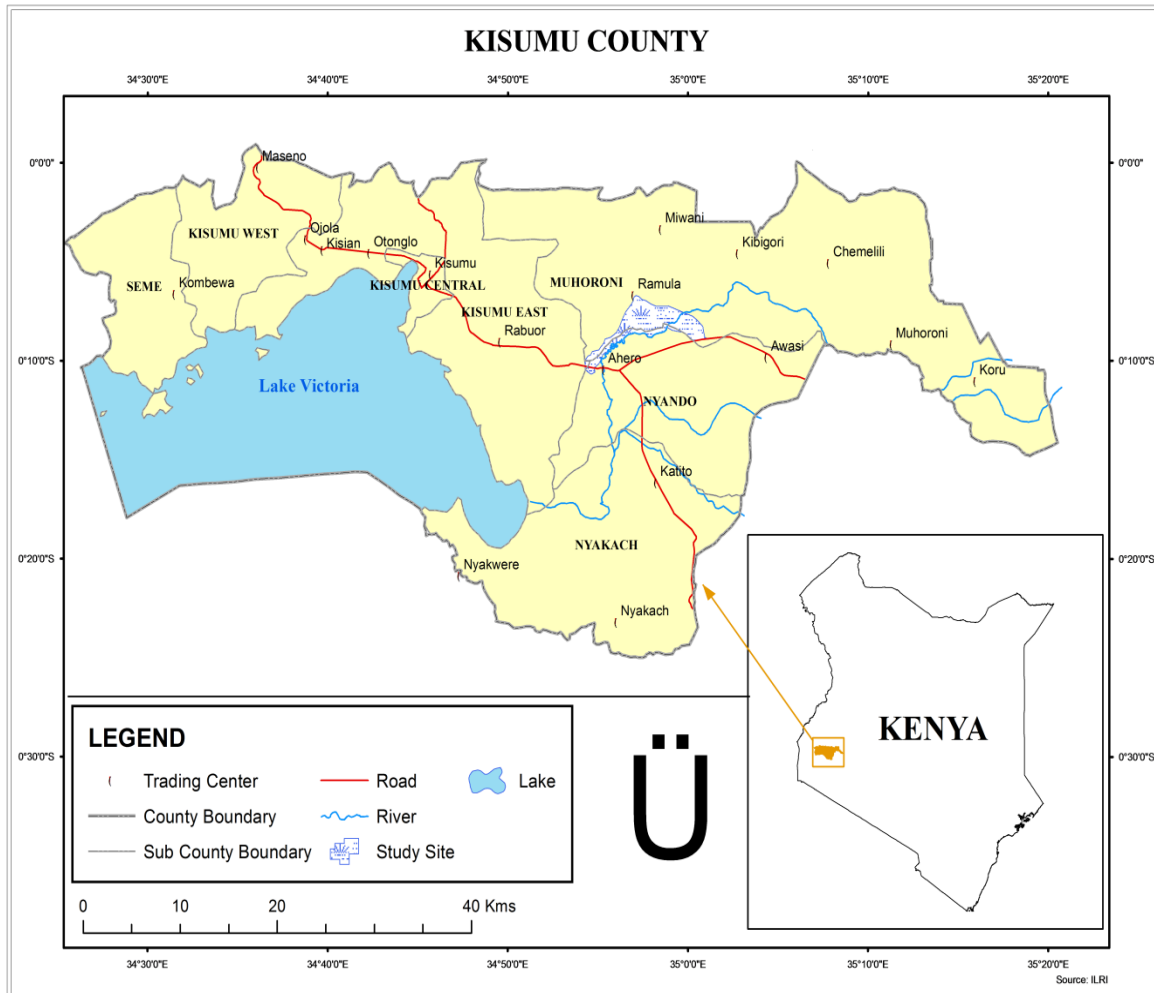 KISUMU COUNTY
34°30'0"E 34°40'0"E 34°50'0"E 35°0'0"E 35°10'0"E 35°20'0"E
0°0'0" 0°0'0"
Maseno
Miwani
Ojola
KISUMU WEST
Kisian
Otonglo
Kibigori
Chemelili
Kisumu
SEME
Kombewa
KISUMU CENTRAL
MUHORONI
Ramula
KISUMU EAST
Rabuor
Muhoroni
Awasi
0°10'0"S 0°10'0"S
Ahero
Koru
Lake Victoria
NYANDO
Katito
NYAKACH
0°20'0"S 0°20'0"S
Nyakwere
Nyakach
LEGEND
Trading Center
Road
Lake
County Boundary
River
Sub County Boundary
Study Site
Ü
KENYA
0°30'0"S 0°30'0"S
0 10 20 40 Kms
34°30'0"E 34°40'0"E 34°50'0"E 35°0'0"E 35°10'0"E 35°20'0"E
Source: ILRI